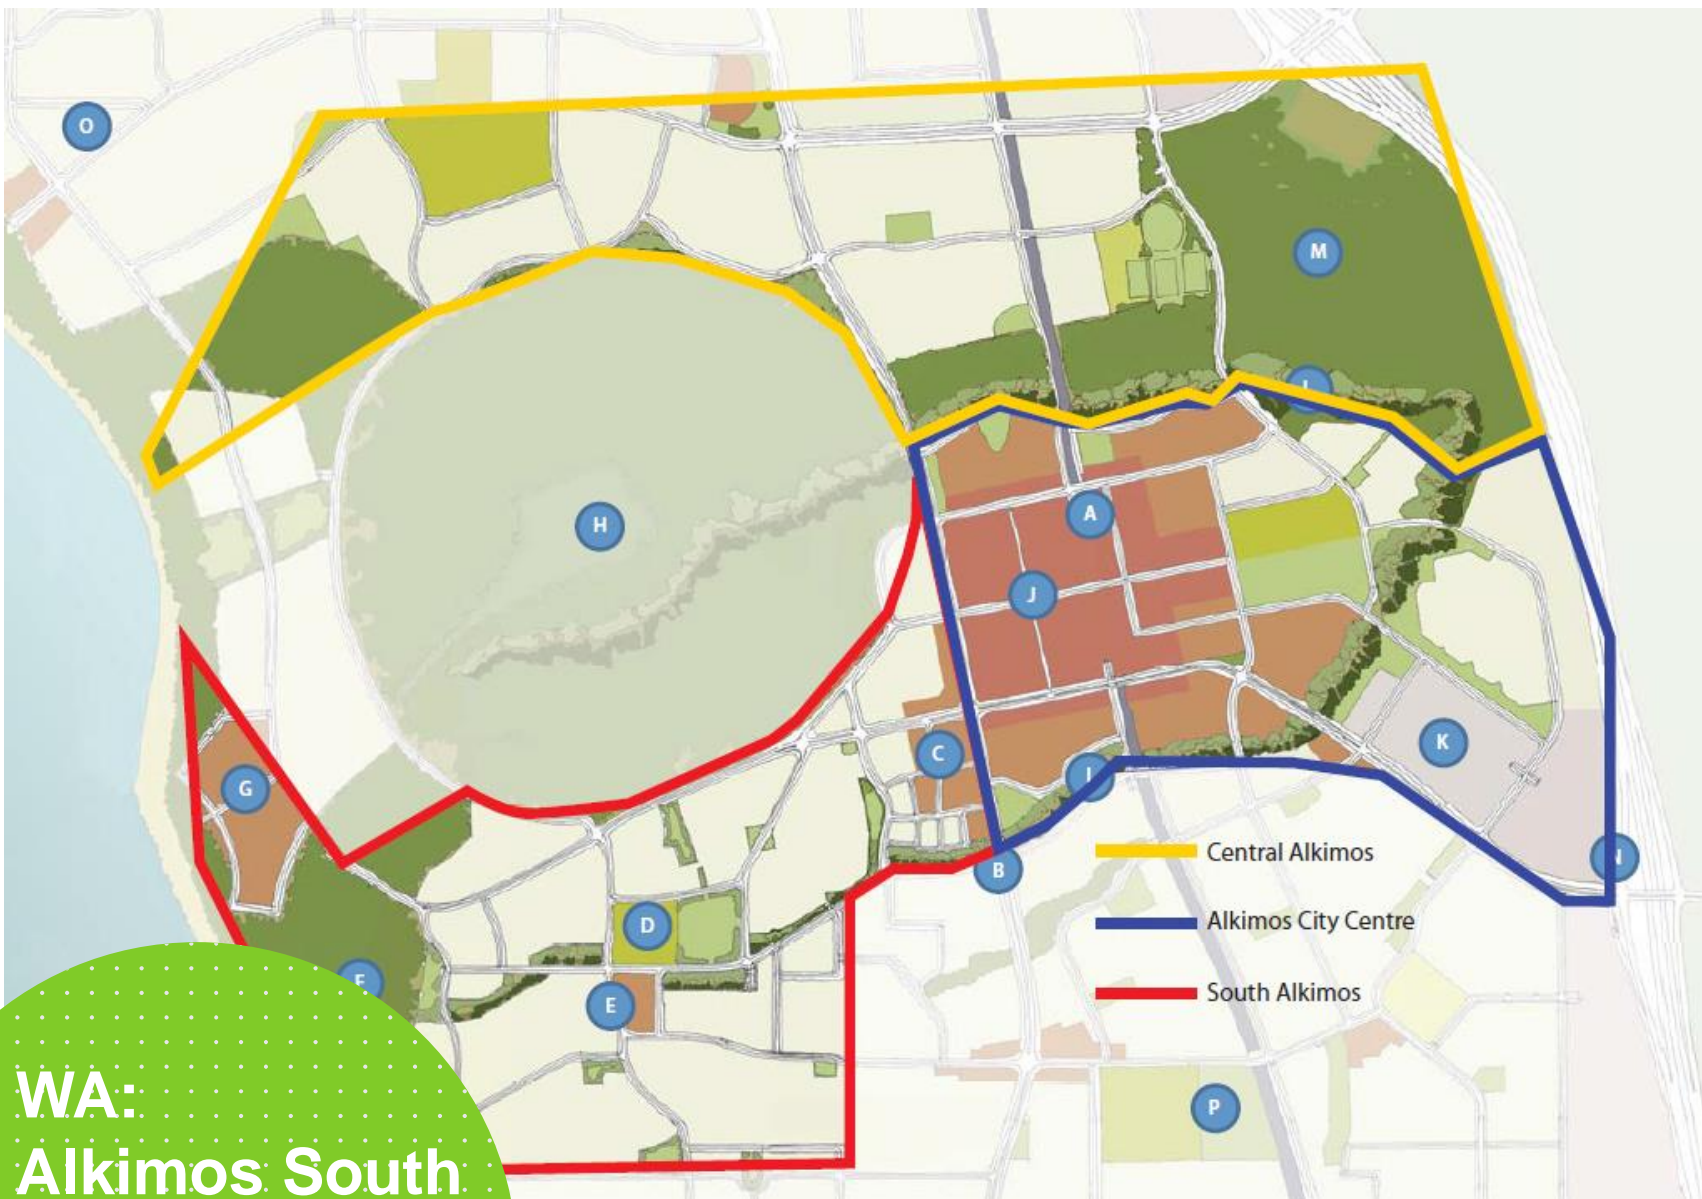 O
M
L
H
A
J
C
K
I
G
Central Alkimos
N
B
Alkimos City Centre
D
F
South Alkimos
E
WA:
P
Alkimos South